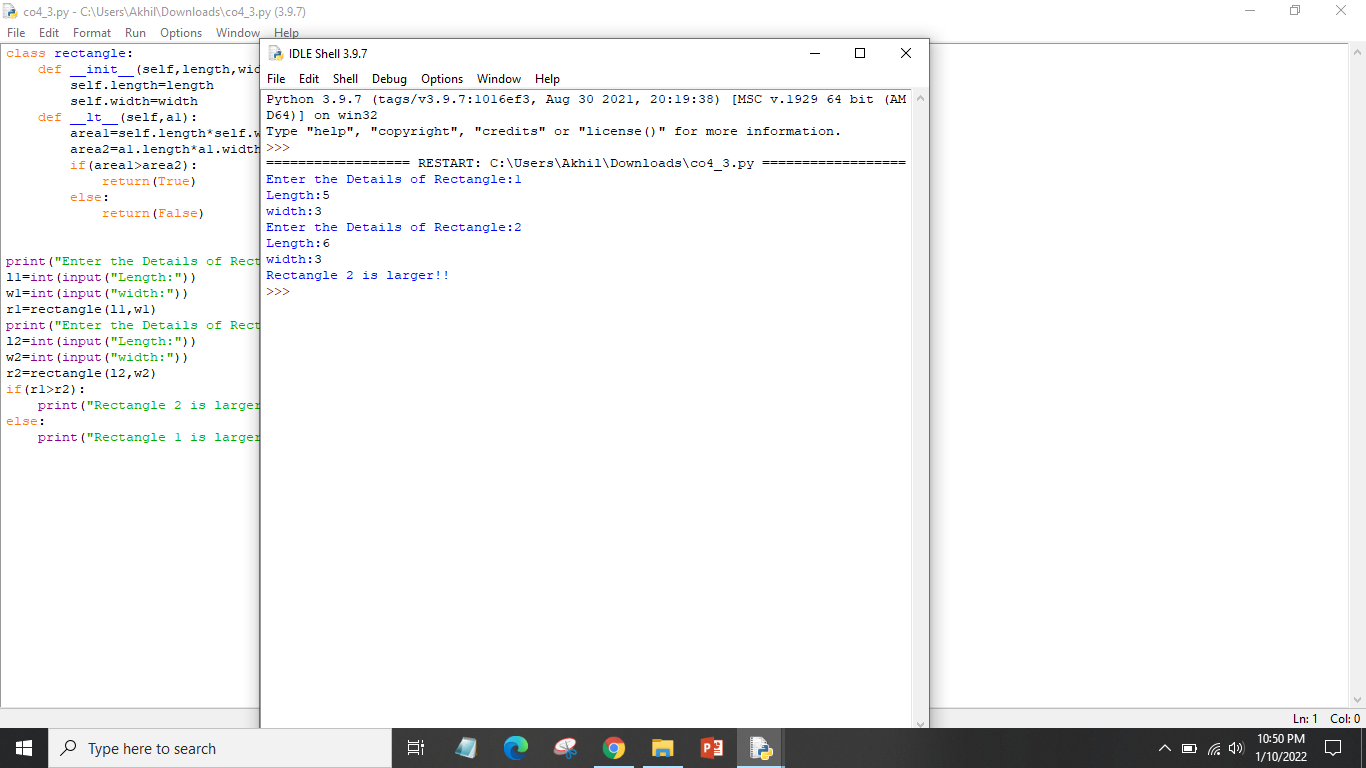 co4_3.py - C:\Users\Akhil\Downloads\co4_3.py (3.9.7)
File Edit Format Run Options Window Help
class rectangle:
    def __init__(self,length,wid
        self.length=length
        self.width=width
    def __lt__(self,a1):
        area1=self.length*self.w
        area2=a1.length*a1.width
        if(area1>area2):
            return(True)
        else:
            return(False)
print("Enter the Details of Rect
l1=int(input("Length:"))
w1=int(input("width:"))
r1=rectangle(l1,w1)
print("Enter the Details of Rect
l2=int(input("Length:"))
w2=int(input("width:"))
r2=rectangle(l2,w2)
if(r1>r2):
    print("Rectangle 2 is larger
else:
    print("Rectangle 1 is larger
IDLE Shell 3.9.7
File Edit Shell Debug Options Window Help
Python 3.9.7 (tags/v3.9.7:1016ef3, Aug 30 2021, 20:19:38) [MSC v.1929 64 bit (AM
D64)] on win32
Type "help", "copyright", "credits" or "license()" for more information.
>>>
================== RESTART: C:\Users\Akhil\Downloads\co4_3.py ==================
Enter the Details of Rectangle:1
Length:5
width:3
Enter the Details of Rectangle:2
Length:6
width:3
Rectangle 2 is larger!!
>>>
Ln: 1 Col: 0
Type here to search
10:50 PM
1/10/2022